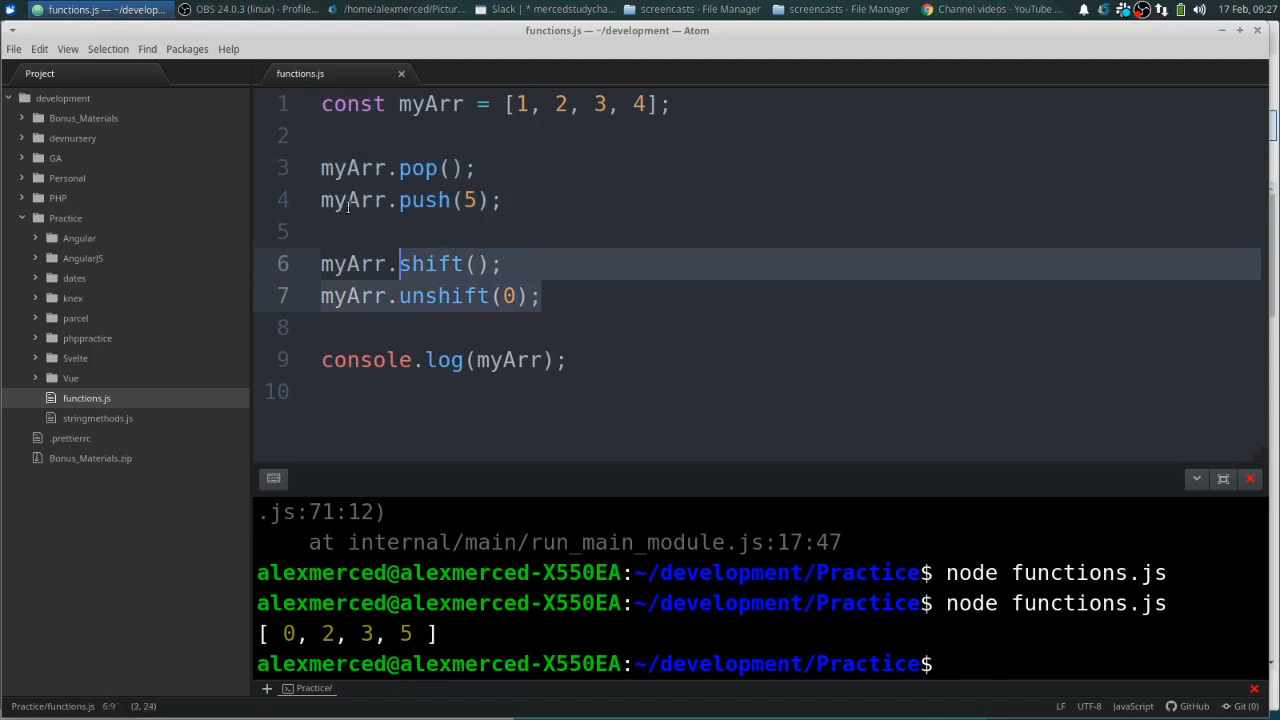 functions.js — ~/develop...
OBS 24.0.3 (linux) - Profile...
/home/alexmerced/Pictur...
Slack | * mercedstudycha...
screencasts - File Manager
screencasts - File Manager
Channel videos - YouTube ...
17 Feb, 09:27
functions.js — ~/development — Atom
File Edit View Selection Find Packages Help
Project
functions.js
development
Bonus_Materials
devnursery
GA
Personal
PHP
Practice
Angular
AngularJS
dates
knex
parcel
phppractice
Svelte
Vue
functions.js
stringmethods.js
.prettierrc
Bonus_Materials.zip
1 const myArr = [1, 2, 3, 4];
2
3 myArr.pop();
4 myArr.push(5);
5
6 myArr.shift();
7 myArr.unshift(0);
8
9 console.log(myArr);
10
.js:71:12)
at internal/main/run_main_module.js:17:47
alexmerced@alexmerced-X550EA:~/development/Practice$ node functions.js
alexmerced@alexmerced-X550EA:~/development/Practice$ node functions.js
[ 0, 2, 3, 5 ]
alexmerced@alexmerced-X550EA:~/development/Practice$
Practice/
Practice/functions.js 6:9 (2, 24)
LF UTF-8 JavaScript GitHub Git (0)